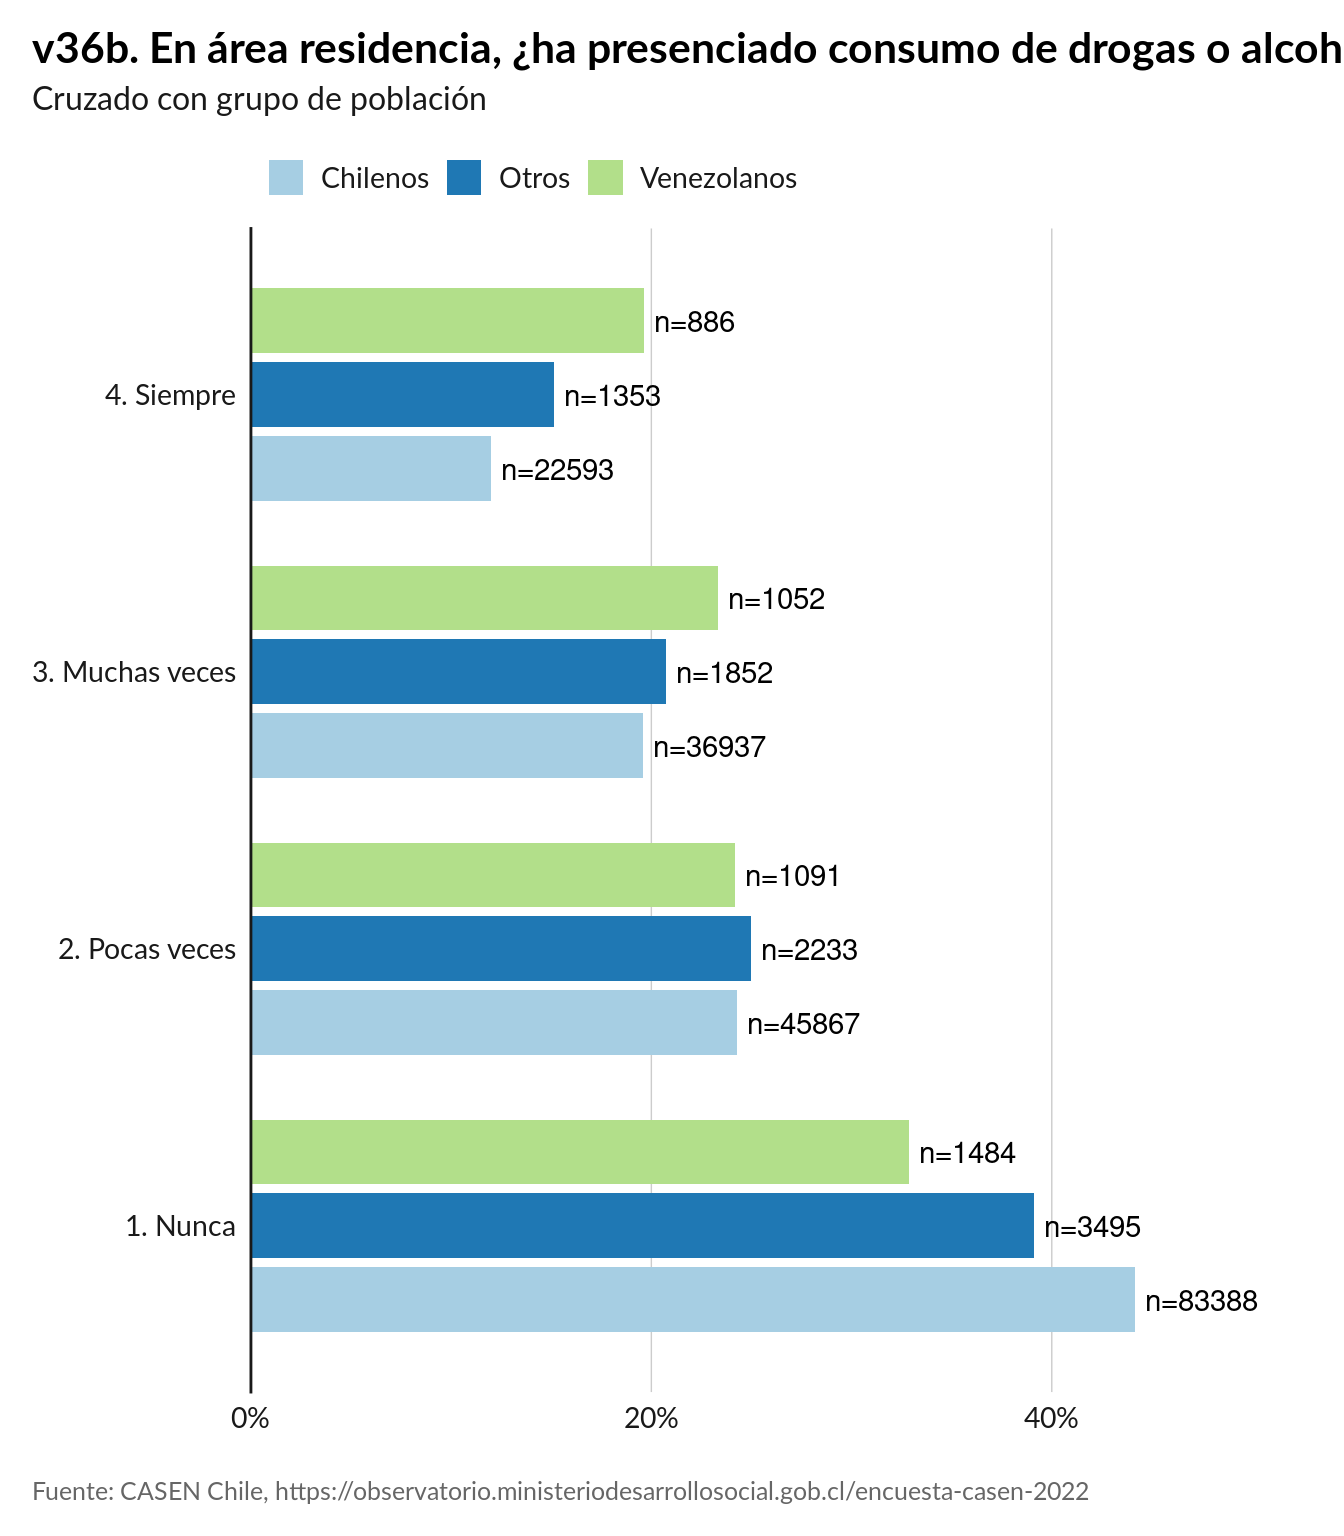 v36b. En área residencia, ¿ha presenciado consumo de drogas o alcoh
Cruzado con grupo de población
Chilenos Otros Venezolanos
n=886
4. Siempre n=1353
n=22593
n=1052
3. Muchas veces n=1852
n=36937
n=1091
2. Pocas veces n=2233
n=45867
n=1484
1. Nunca n=3495
n=83388
0% 20% 40%
Fuente: CASEN Chile, https://observatorio.ministeriodesarrollosocial.gob.cl/encuesta-casen-2022